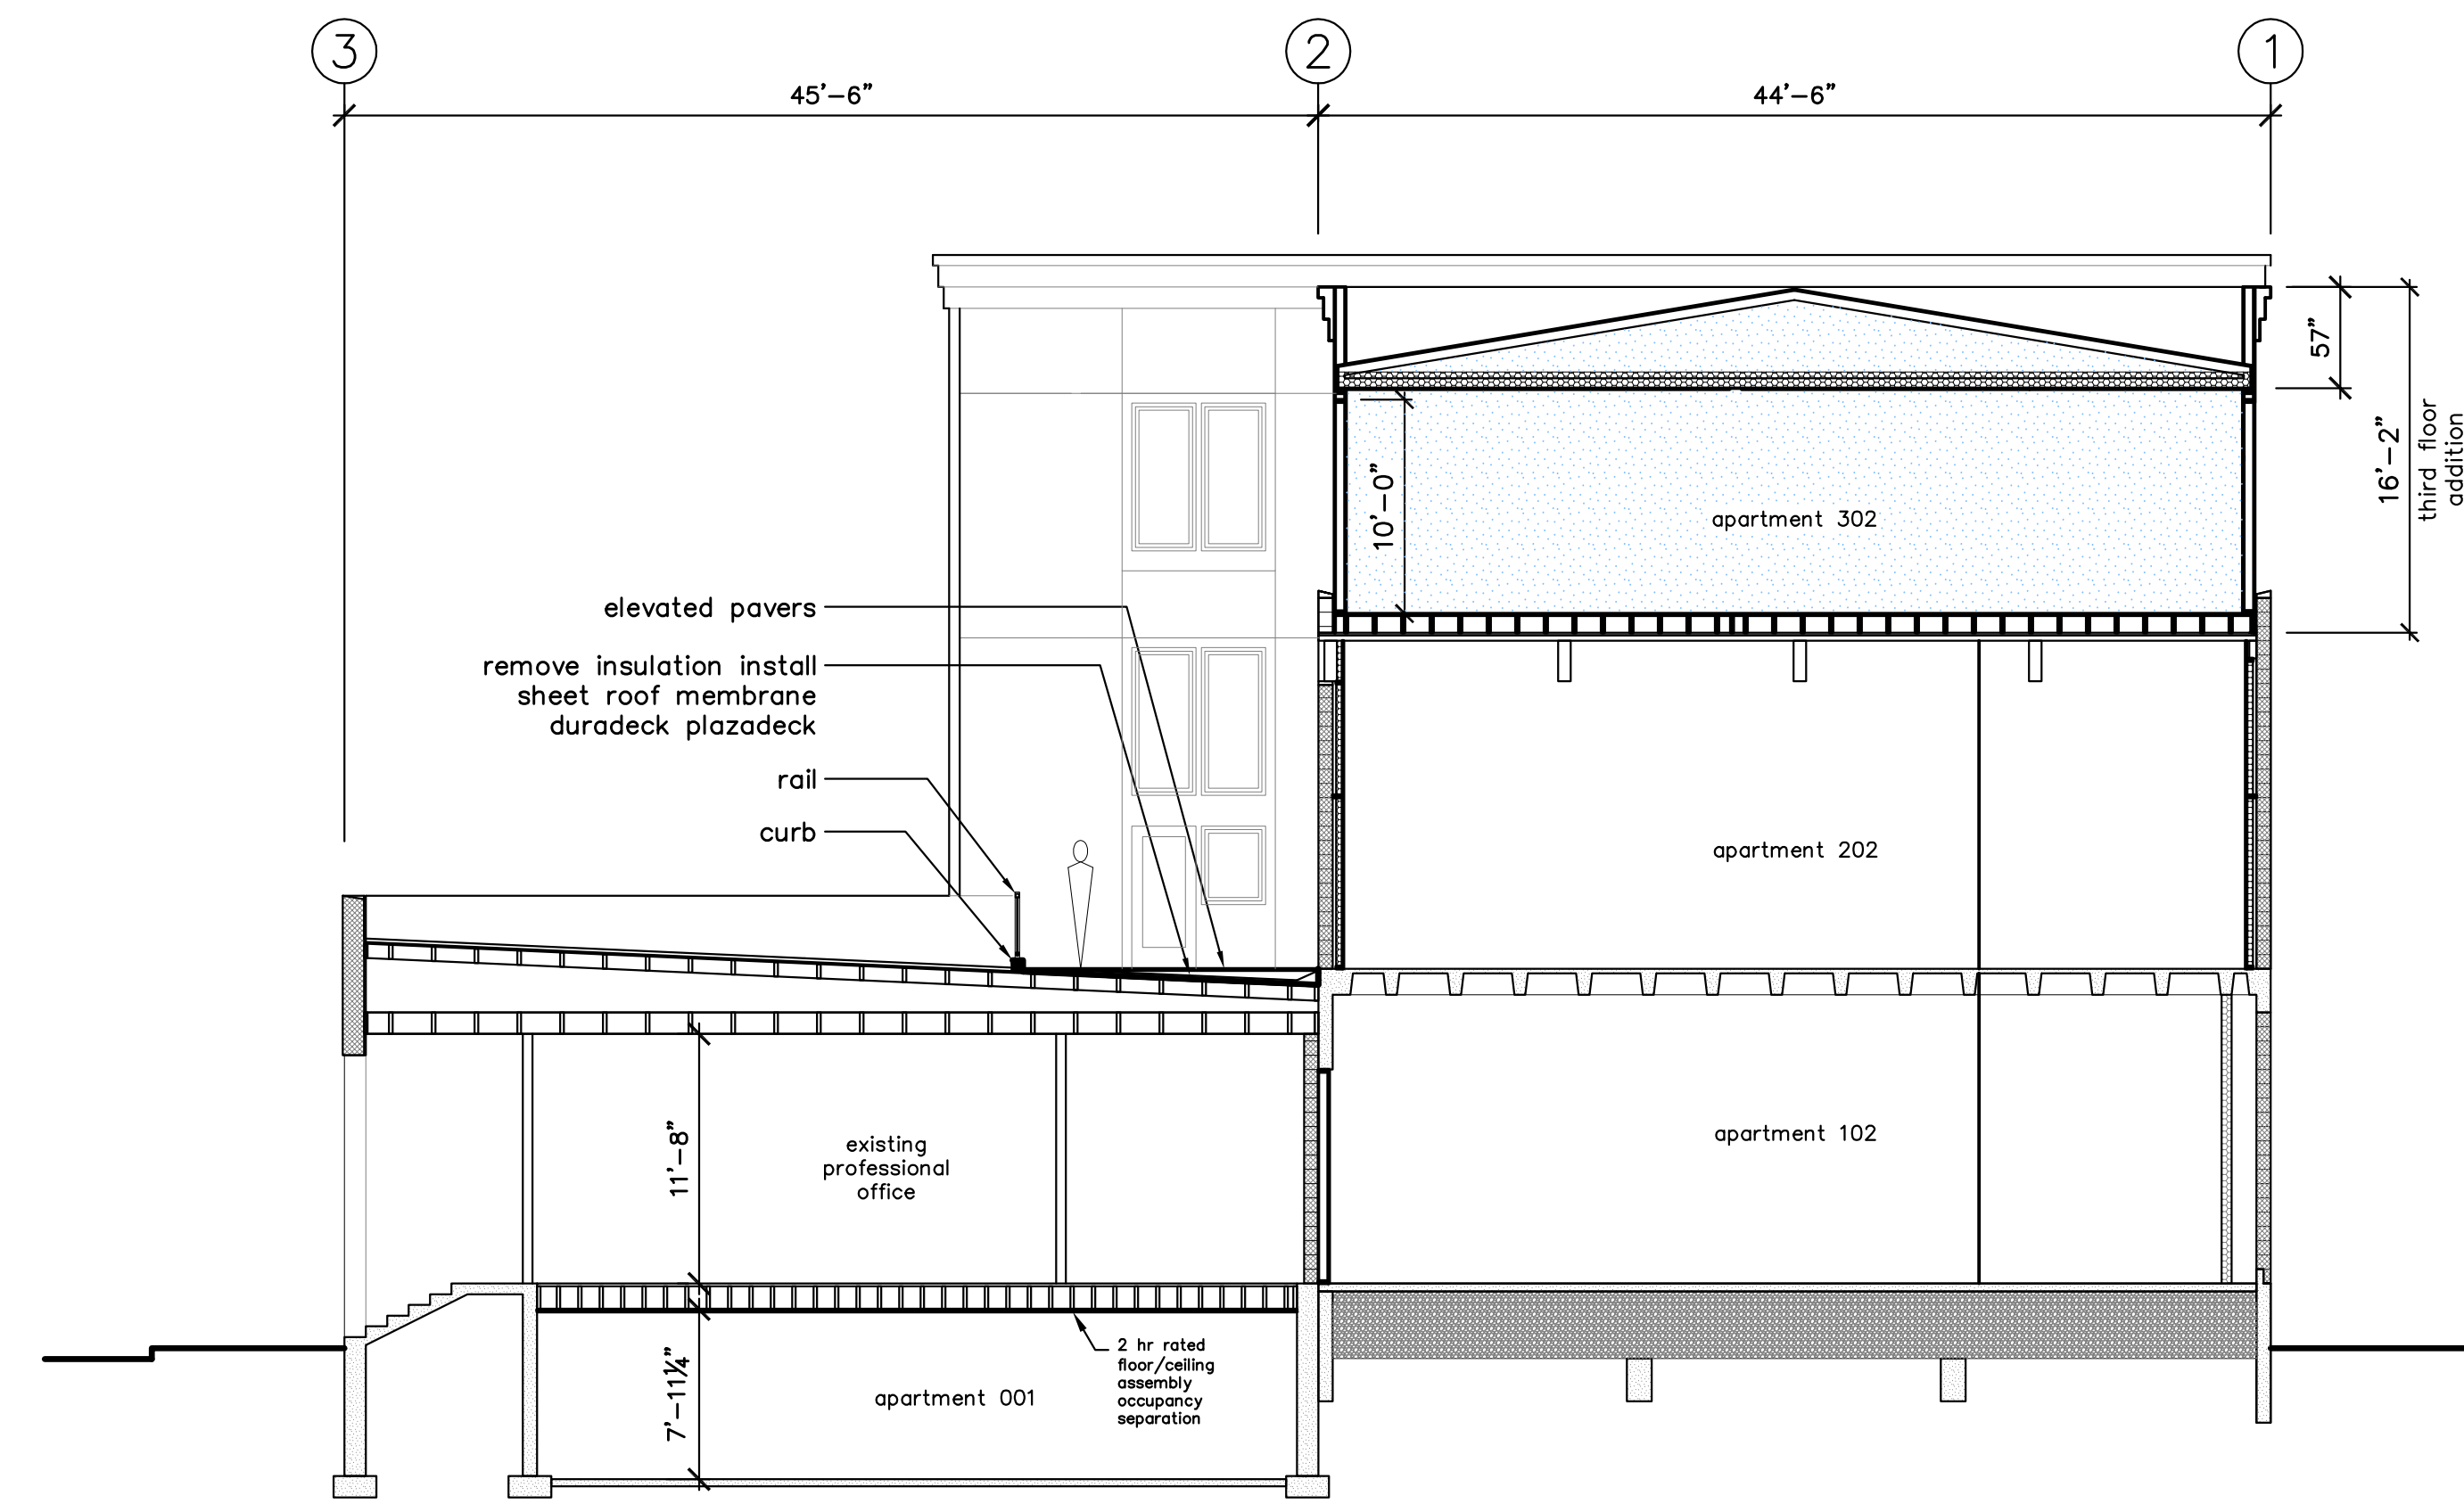 3
2
1
45'-6"
44'-6"
57"
16'-2"
third floor
addition
10'-0"
apartment 302
elevated pavers
remove insulation install
sheet roof membrane
duradeck plazadeck
rail
curb
apartment 202
11'-8"
existing
professional
office
apartment 102
7'-11¼"
apartment 001
2 hr rated
floor/ceiling
assembly
occupancy
separation